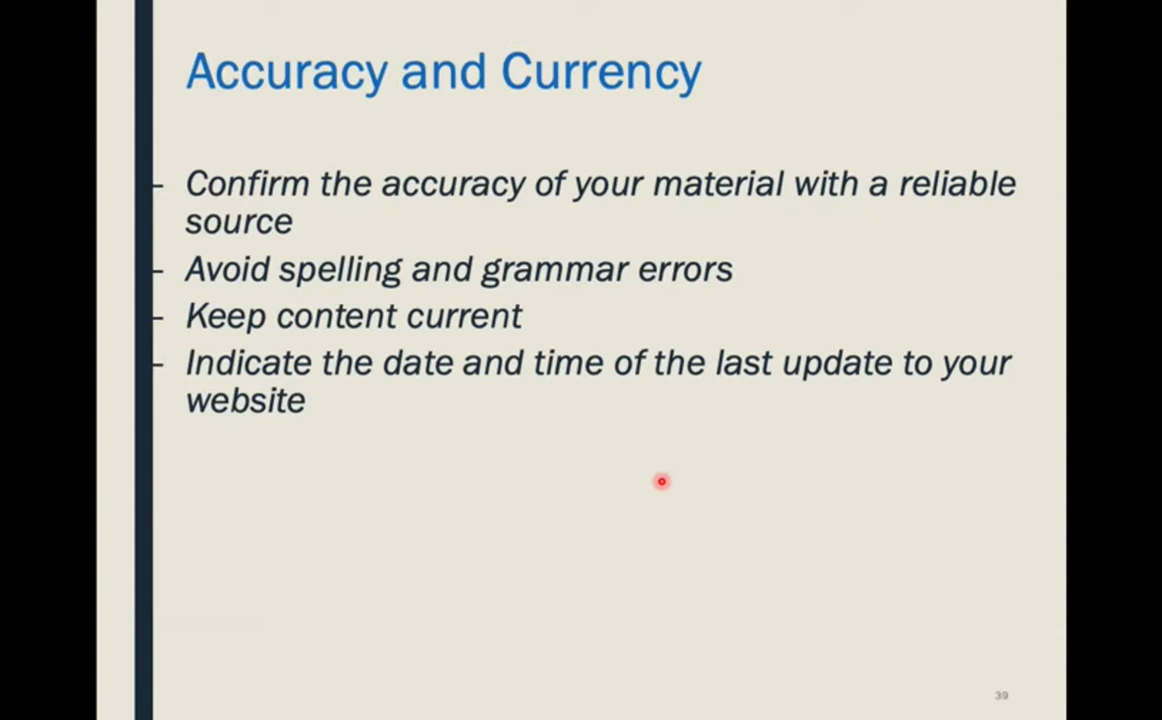 Accuracy and Currency
– Confirm the accuracy of your material with a reliable
source
– Avoid spelling and grammar errors
– Keep content current
– Indicate the date and time of the last update to your
website
39